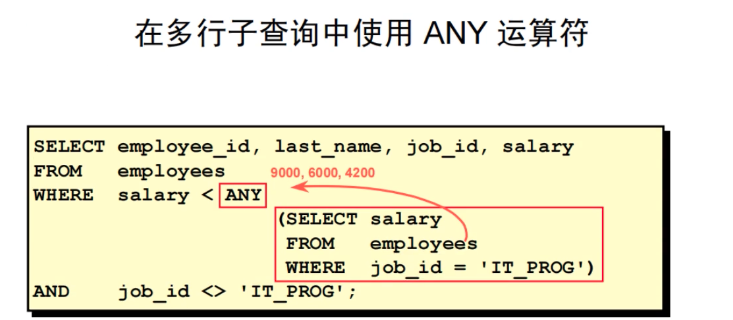 在多行子查询中使用 ANY 运算符
SELECT employee_id, last_name, job_id, salary
FROM employees 9000, 6000, 4200
WHERE salary < ANY
(SELECT salary
FROM employees
WHERE job_id = 'IT_PROG')
AND job_id <> 'IT_PROG';